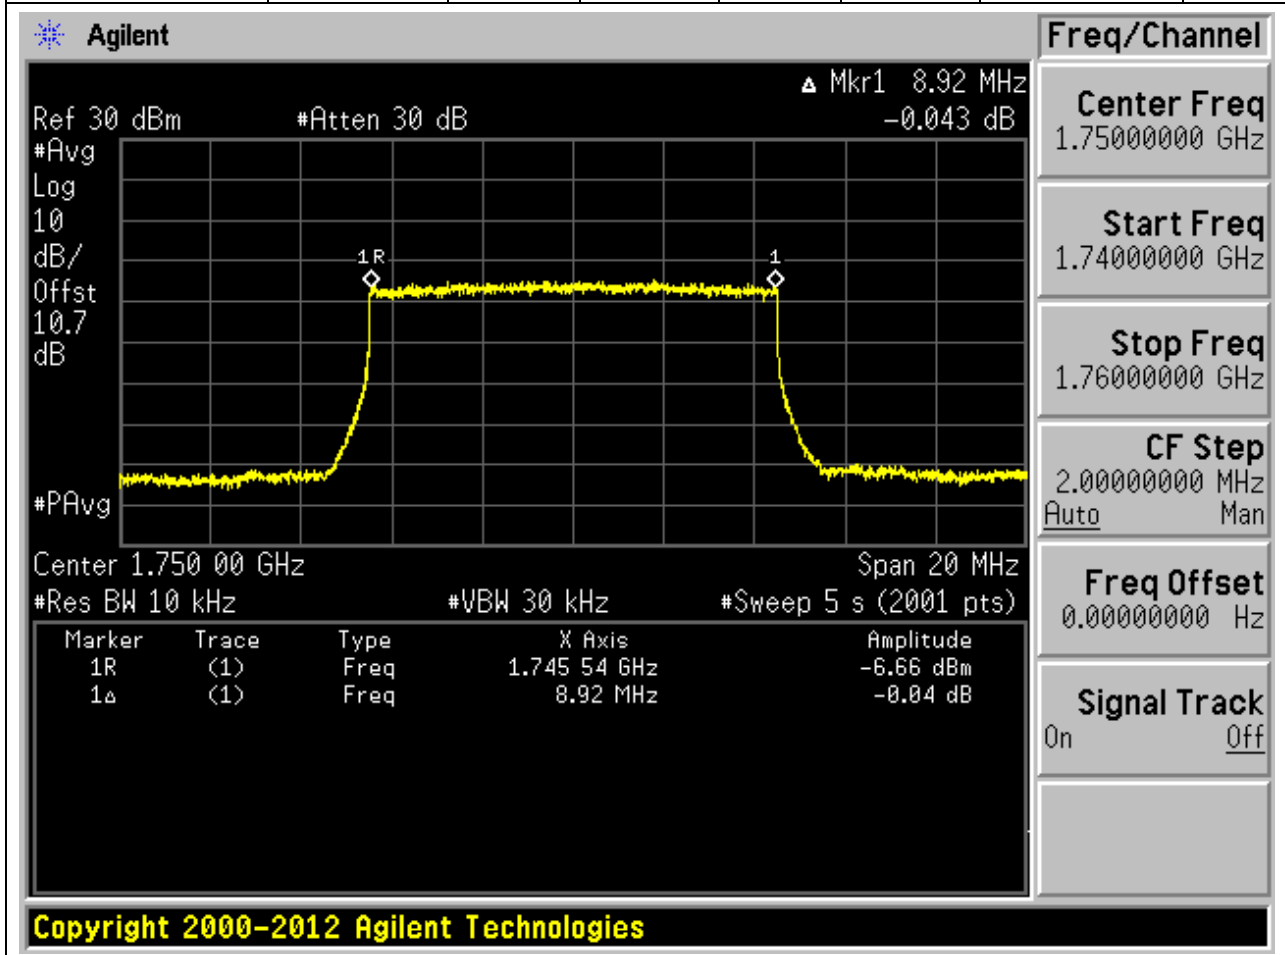 Agilent
Freq/Channel
Δ Mkr1 8.92 MHz
Ref 30 dBm #Atten 30 dB -0.043 dB
#Avg
Log
10
dB/
Offst
10.7
dB
#PAvg
1R
1
Center 1.750 00 GHz Span 20 MHz
#Res BW 10 kHz #VBW 30 kHz #Sweep 5 s (2001 pts)
Marker Trace Type X Axis Amplitude
1R (1) Freq 1.745 54 GHz -6.66 dBm
1Δ (1) Freq 8.92 MHz -0.04 dB
Center Freq
1.75000000 GHz
Start Freq
1.74000000 GHz
Stop Freq
1.76000000 GHz
CF Step
2.00000000 MHz
Auto Man
Freq Offset
0.00000000 Hz
Signal Track
On Off
Copyright 2000-2012 Agilent Technologies